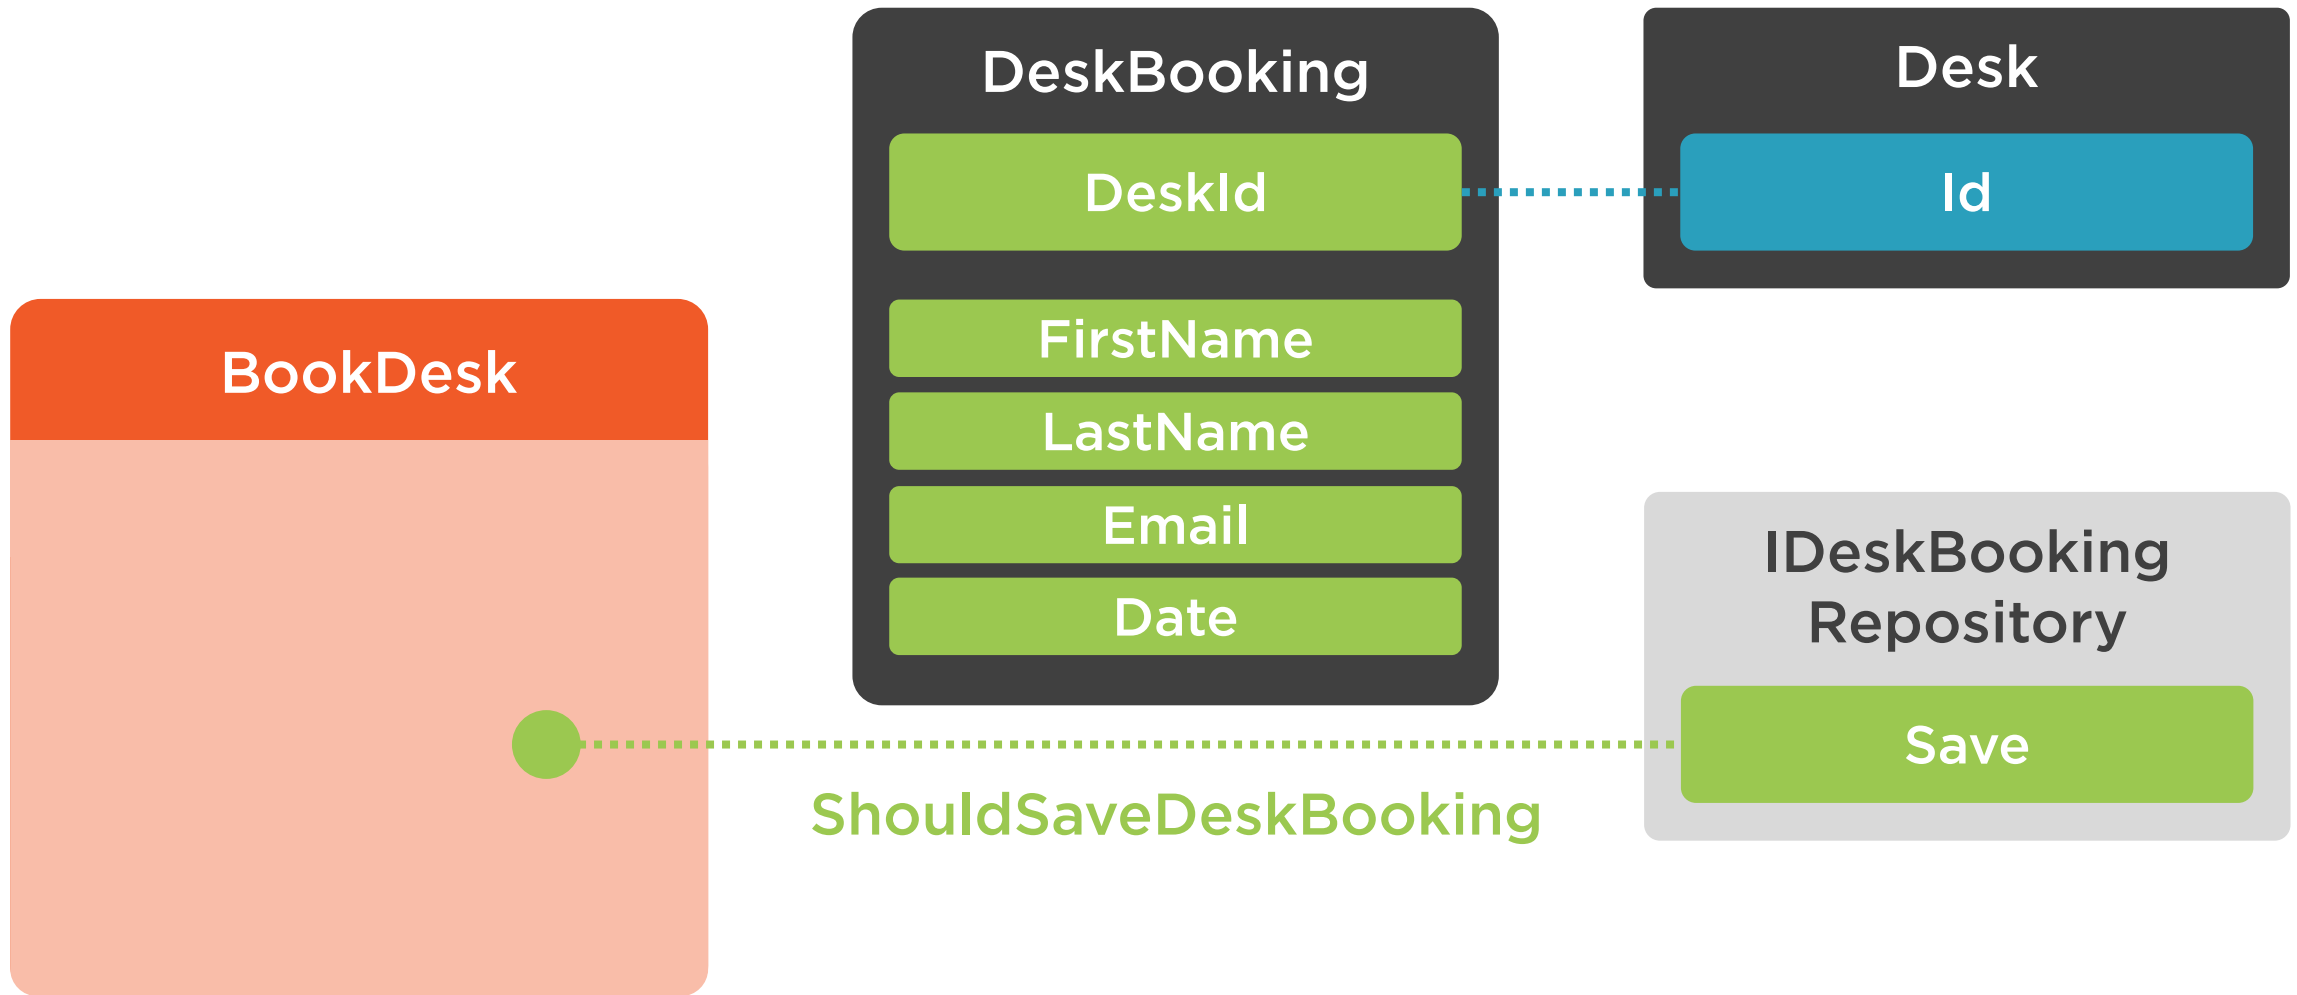 DeskBooking
DeskId
FirstName
LastName
Email
Date
Desk
Id
BookDesk
IDeskBooking
Repository
Save
ShouldSaveDeskBooking